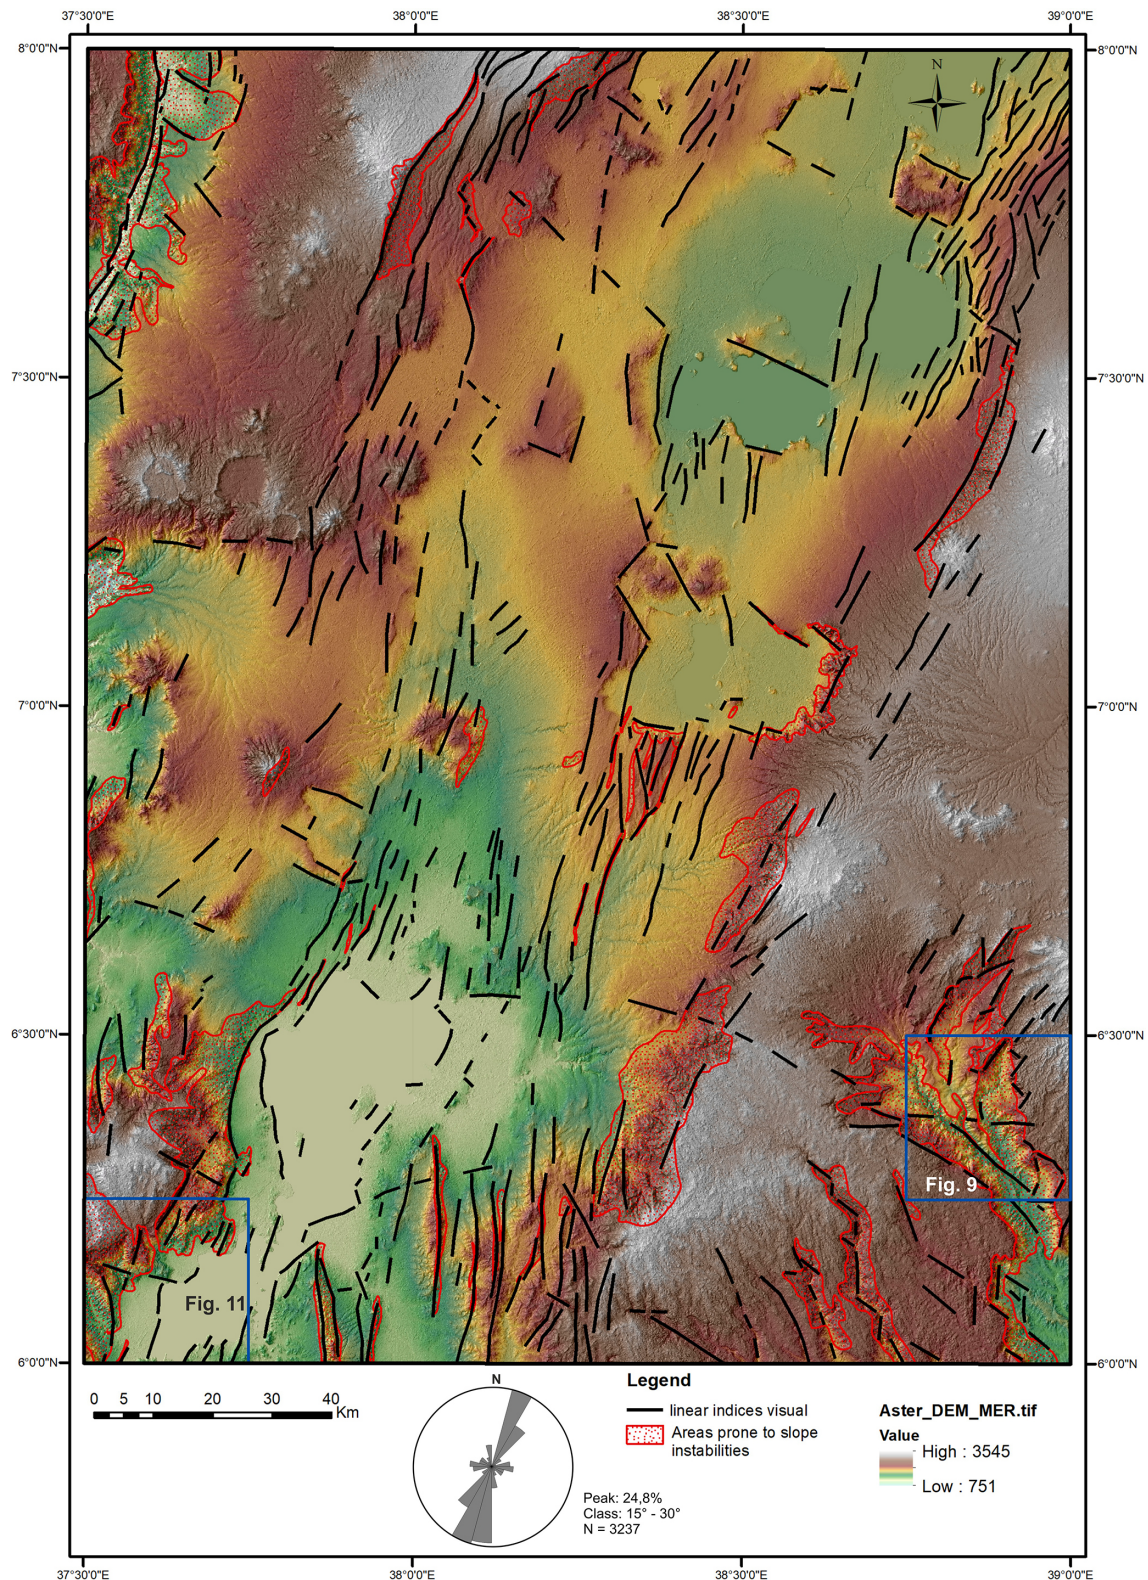 37°30'0"E 38°0'0"E 38°30'0"E 39°0'0"E
8°0'0"N 8°0'0"N
N
7°30'0"N 7°30'0"N
7°0'0"N 7°0'0"N
6°30'0"N 6°30'0"N
Fig. 9
Fig. 11
6°0'0"N 6°0'0"N
0 5 10 20 30 40
Km
N
Peak: 24,8%
Class: 15° - 30°
N = 3237
Legend
linear indices visual
Areas prone to slope
instabilities
Aster_DEM_MER.tif
Value
High : 3545
Low : 751
37°30'0"E 38°0'0"E 38°30'0"E 39°0'0"E